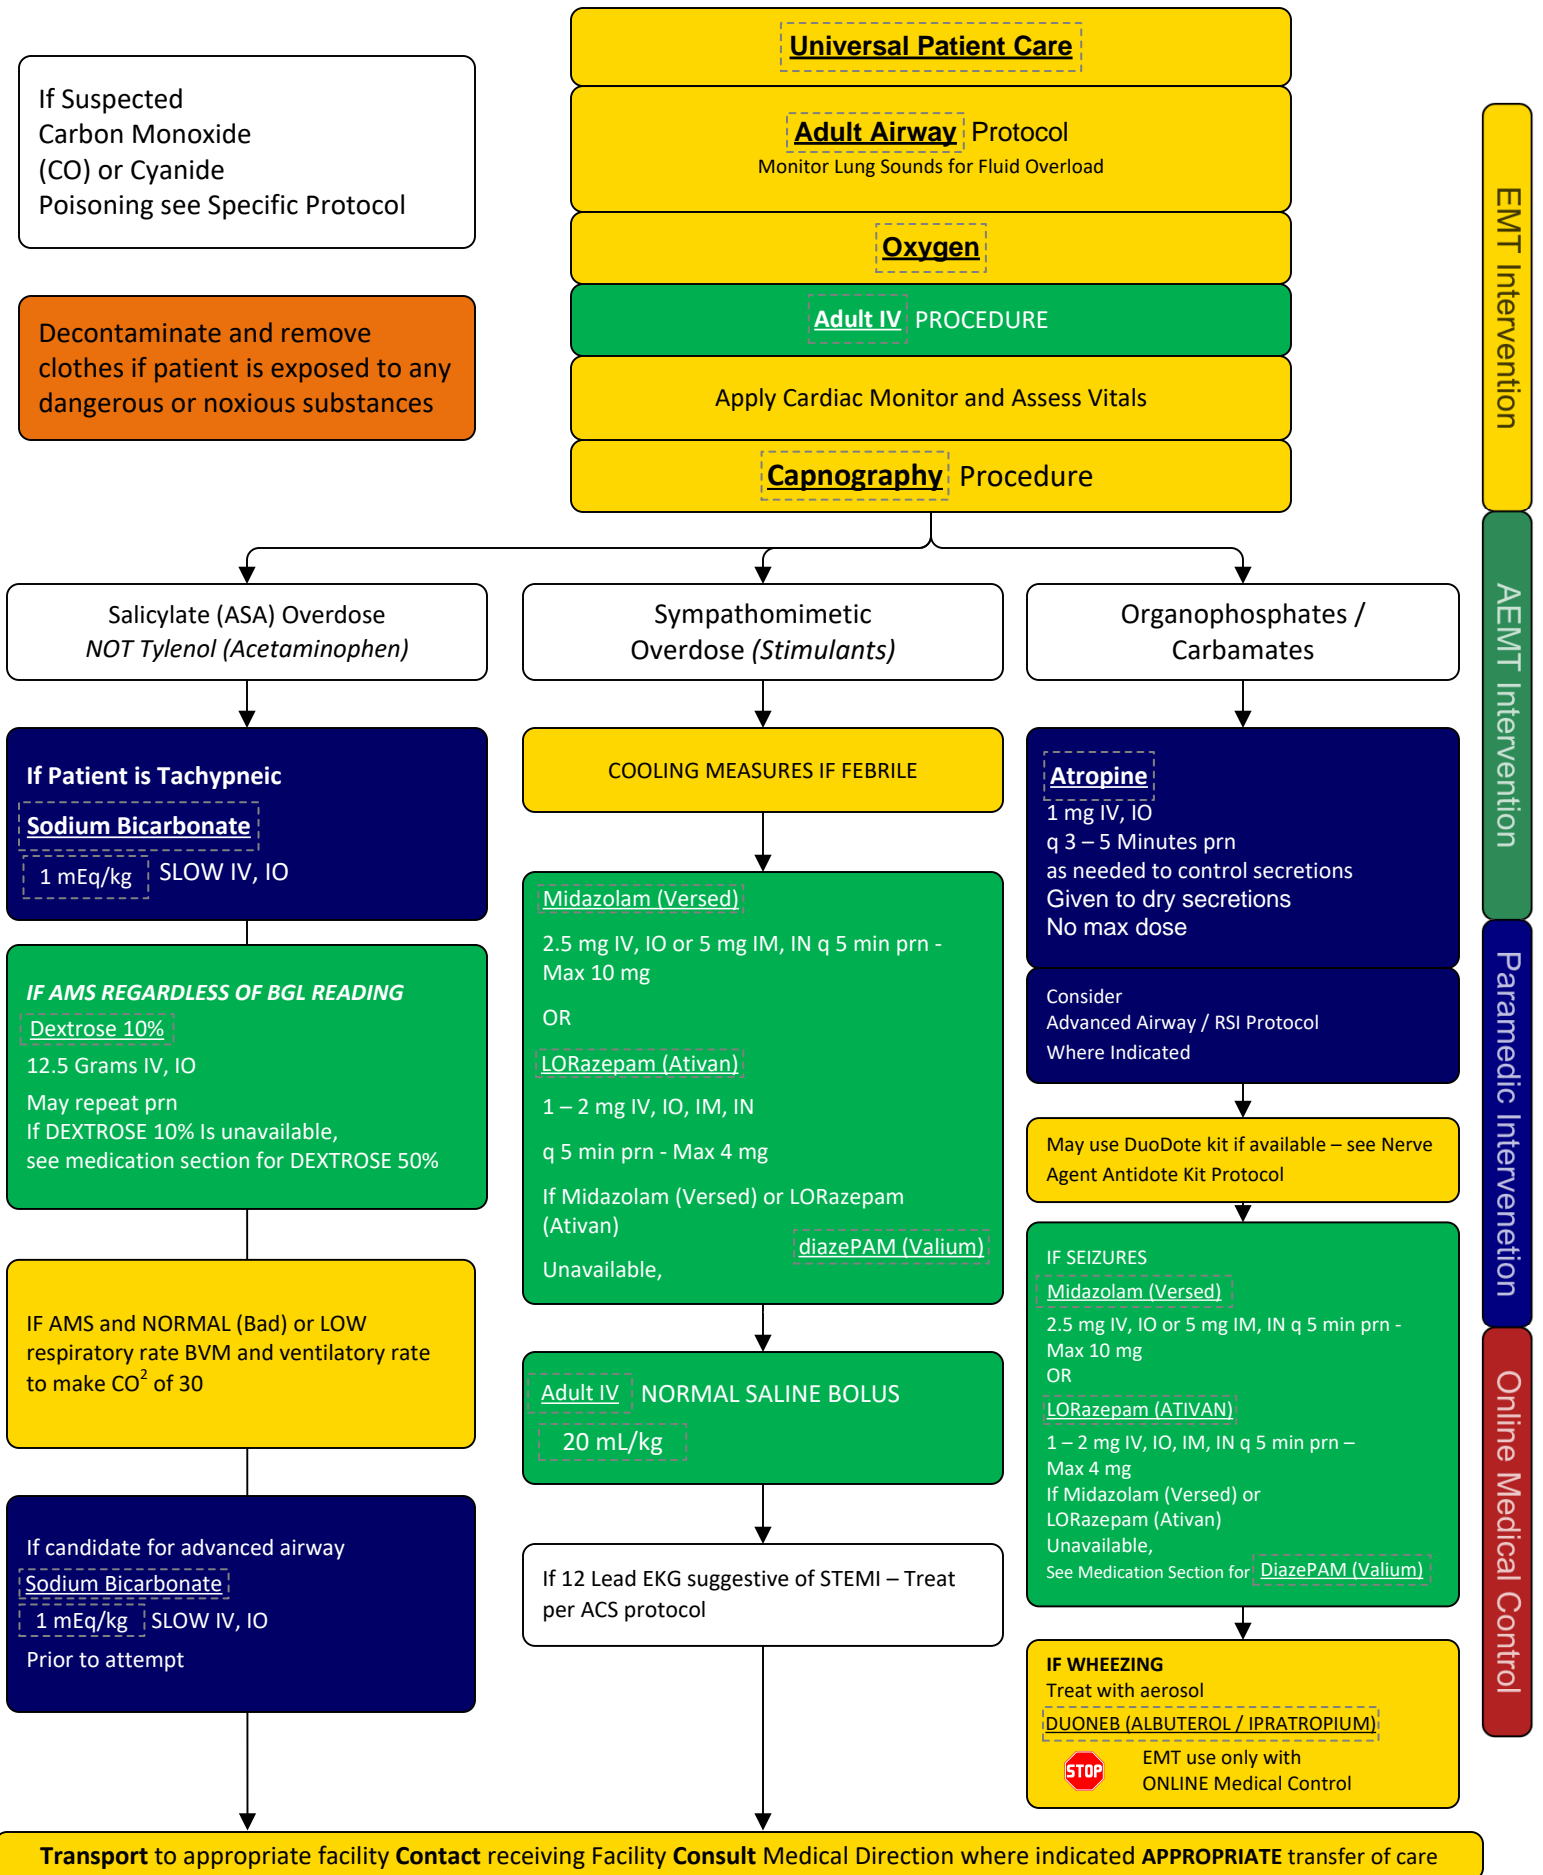 If Suspected
Carbon Monoxide
(CO) or Cyanide
Poisoning see Specific Protocol
Decontaminate and remove
clothes if patient is exposed to any
dangerous or noxious substances
Universal Patient Care
Adult Airway Protocol
Monitor Lung Sounds for Fluid Overload
Oxygen
Adult IV PROCEDURE
Apply Cardiac Monitor and Assess Vitals
Capnography Procedure
Salicylate (ASA) Overdose
NOT Tylenol (Acetaminophen)
If Patient is Tachypneic
Sodium Bicarbonate
1 mEq/kg SLOW IV, IO
IF AMS REGARDLESS OF BGL READING
Dextrose 10%
12.5 Grams IV, IO
May repeat prn
If DEXTROSE 10% Is unavailable,
see medication section for DEXTROSE 50%
IF AMS and NORMAL (Bad) or LOW
respiratory rate BVM and ventilatory rate
to make CO² of 30
If candidate for advanced airway
Sodium Bicarbonate
1 mEq/kg SLOW IV, IO
Prior to attempt
Sympathomimetic
Overdose (Stimulants)
COOLING MEASURES IF FEBRILE
Midazolam (Versed)
2.5 mg IV, IO or 5 mg IM, IN q 5 min prn -
Max 10 mg
OR
LORazepam (Ativan)
1 – 2 mg IV, IO, IM, IN
q 5 min prn - Max 4 mg
If Midazolam (Versed) or LORazepam
(Ativan)
diazePAM (Valium)
Unavailable,
Adult IV NORMAL SALINE BOLUS
20 mL/kg
If 12 Lead EKG suggestive of STEMI – Treat
per ACS protocol
Organophosphates /
Carbamates
Atropine
1 mg IV, IO
q 3 – 5 Minutes prn
as needed to control secretions
Given to dry secretions
No max dose
Consider
Advanced Airway / RSI Protocol
Where Indicated
May use DuoDote kit if available – see Nerve
Agent Antidote Kit Protocol
IF SEIZURES
Midazolam (Versed)
2.5 mg IV, IO or 5 mg IM, IN q 5 min prn -
Max 10 mg
OR
LORazepam (ATIVAN)
1 – 2 mg IV, IO, IM, IN q 5 min prn –
Max 4 mg
If Midazolam (Versed) or
LORazepam (Ativan)
Unavailable,
See Medication Section for DiazePAM (Valium)
IF WHEEZING
Treat with aerosol
DUONEB (ALBUTEROL / IPRATROPIUM)
STOP
EMT use only with
ONLINE Medical Control
Transport to appropriate facility Contact receiving Facility Consult Medical Direction where indicated APPROPRIATE transfer of care
EMT Intervention
AEMT Intervention
Paramedic Intervenetion
Online Medical Control